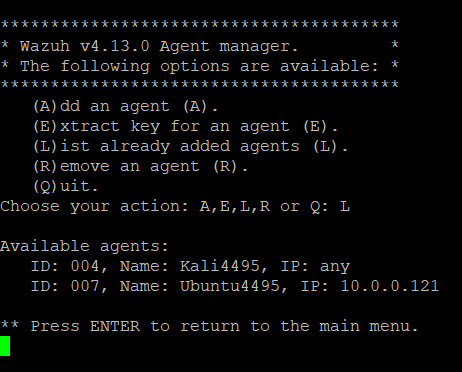 ****************************************
* Wazuh v4.13.0 Agent manager.         *
* The following options are available: *
****************************************
   (A)dd an agent (A).
   (E)xtract key for an agent (E).
   (L)ist already added agents (L).
   (R)emove an agent (R).
   (Q)uit.
Choose your action: A,E,L,R or Q: L
Available agents:
   ID: 004, Name: Kali4495, IP: any
   ID: 007, Name: Ubuntu4495, IP: 10.0.0.121
** Press ENTER to return to the main menu.